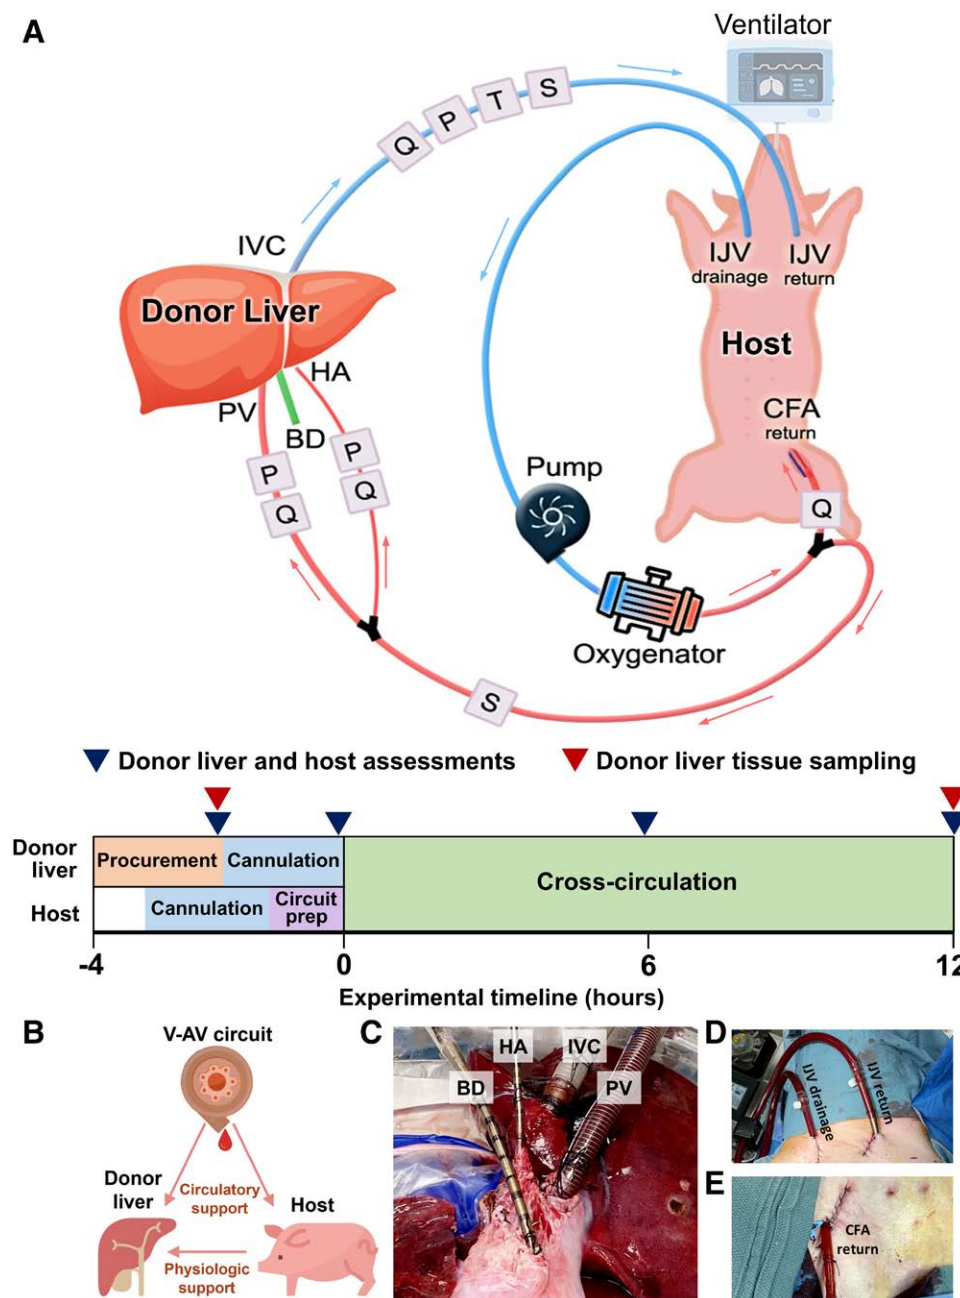 A
Ventilator
Q P T S
IVC
IJV
drainage
IJV
return
Donor Liver
Host
HA
PV
CFA
return
BD
P
Q
P
Q
Pump
Q
Oxygenator
S
Donor liver and host assessments
Donor liver tissue sampling
Donor
liver
Procurement
Cannulation
Cross-circulation
Host
Cannulation
Circuit
prep
-4
0
6
12
Experimental timeline (hours)
B
V-AV circuit
Donor
liver
Circulatory
support
Host
Physiologic
support
C
HA
IVC
BD
PV
D
IJV drainage
IJV return
E
CFA
return